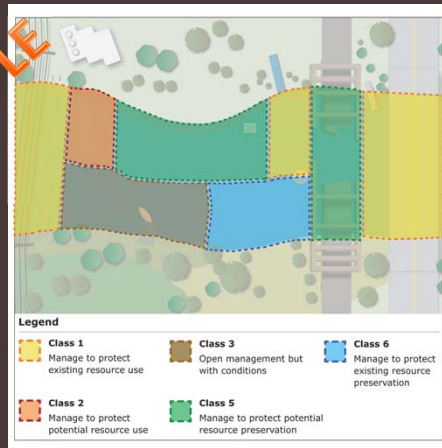 LE
Legend
Class 1
Manage to protect
existing resource use
Class 3
Open management but
with conditions
Class 6
Manage to protect
existing resource
preservation
Class 2
Manage to protect
potential resource use
Class 5
Manage to protect potential
resource preservation